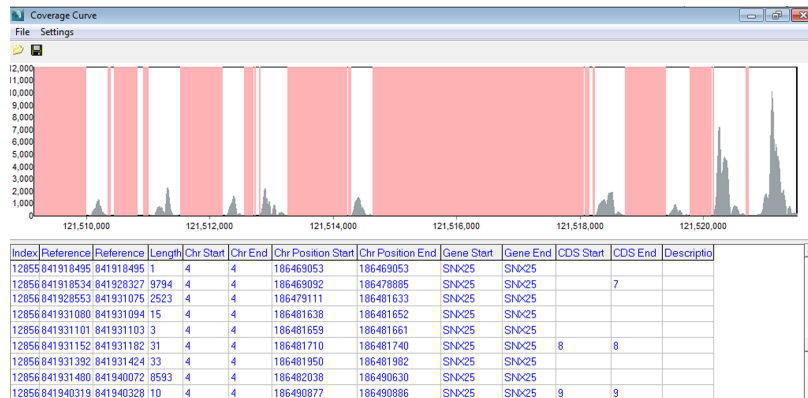 Coverage Curve
File Settings
12,000
11,000
10,000
9,000
8,000
7,000
6,000
5,000
4,000
3,000
2,000
1,000
0
121,510,000 121,512,000 121,514,000 121,516,000 121,518,000 121,520,000
Index Reference Reference Length Chr Start Chr End Chr Position Start Chr Position End Gene Start Gene End CDS Start CDS End Descriptio
12855 841918495 841918495 1 4 4 186469053 186469053 SNX25 SNX25
12856 841918534 841928327 9794 4 4 186469092 186478885 SNX25 SNX25 7
12856 841928553 841931075 2523 4 4 186479111 186481633 SNX25 SNX25
12856 841931080 841931094 15 4 4 186481638 186481652 SNX25 SNX25
12856 841931101 841931103 3 4 4 186481659 186481661 SNX25 SNX25
12856 841931152 841931182 31 4 4 186481710 186481740 SNX25 SNX25 8 8
12856 841931392 841931424 33 4 4 186481950 186481982 SNX25 SNX25
12856 841931480 841940072 8593 4 4 186482038 186490630 SNX25 SNX25
12856 841940319 841940328 10 4 4 186490877 186490886 SNX25 SNX25 9 9